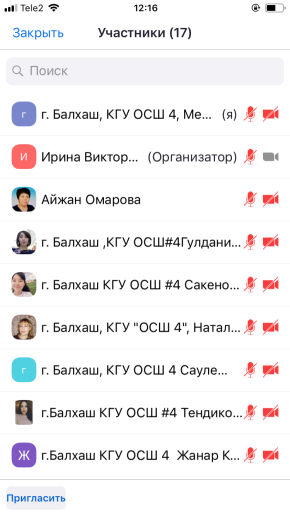 Tele2
12:16
Закрыть
Участники (17)
Поиск
г
г. Балхаш, КГУ ОСШ 4, Ме... (я)
И
Ирина Виктор... (Организатор)
Айжан Омарова
г. Балхаш ,КГУ ОСШ#4Гулдани...
г. Балхаш КГУ ОСШ #4 Сакено...
г. Балхаш, КГУ "ОСШ 4", Натал...
г
г. Балхаш, КГУ ОСШ 4 Сауле...
г.Балхаш КГУ ОСШ #4 Тендико...
Ж
г.Балхаш КГУ ОСШ 4 Жанар К...
Пригласить